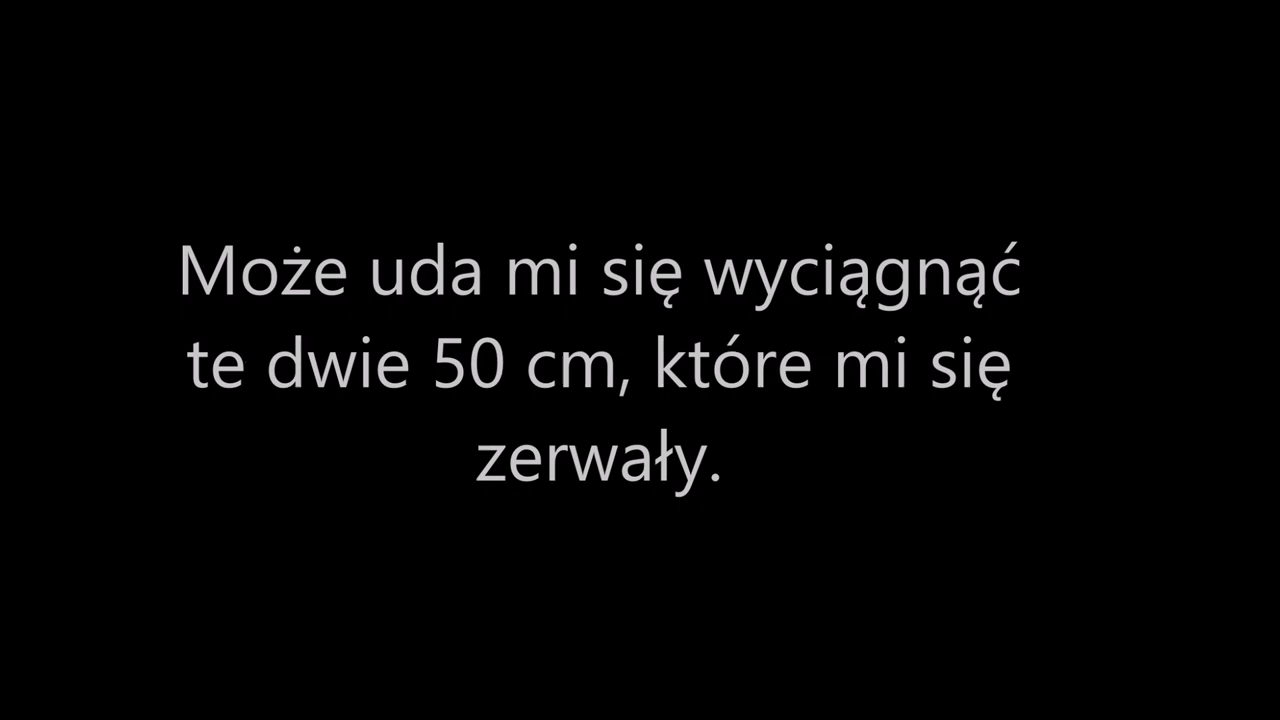 Może uda mi się wyciągnąć
te dwie 50 cm, które mi się
zerwały.